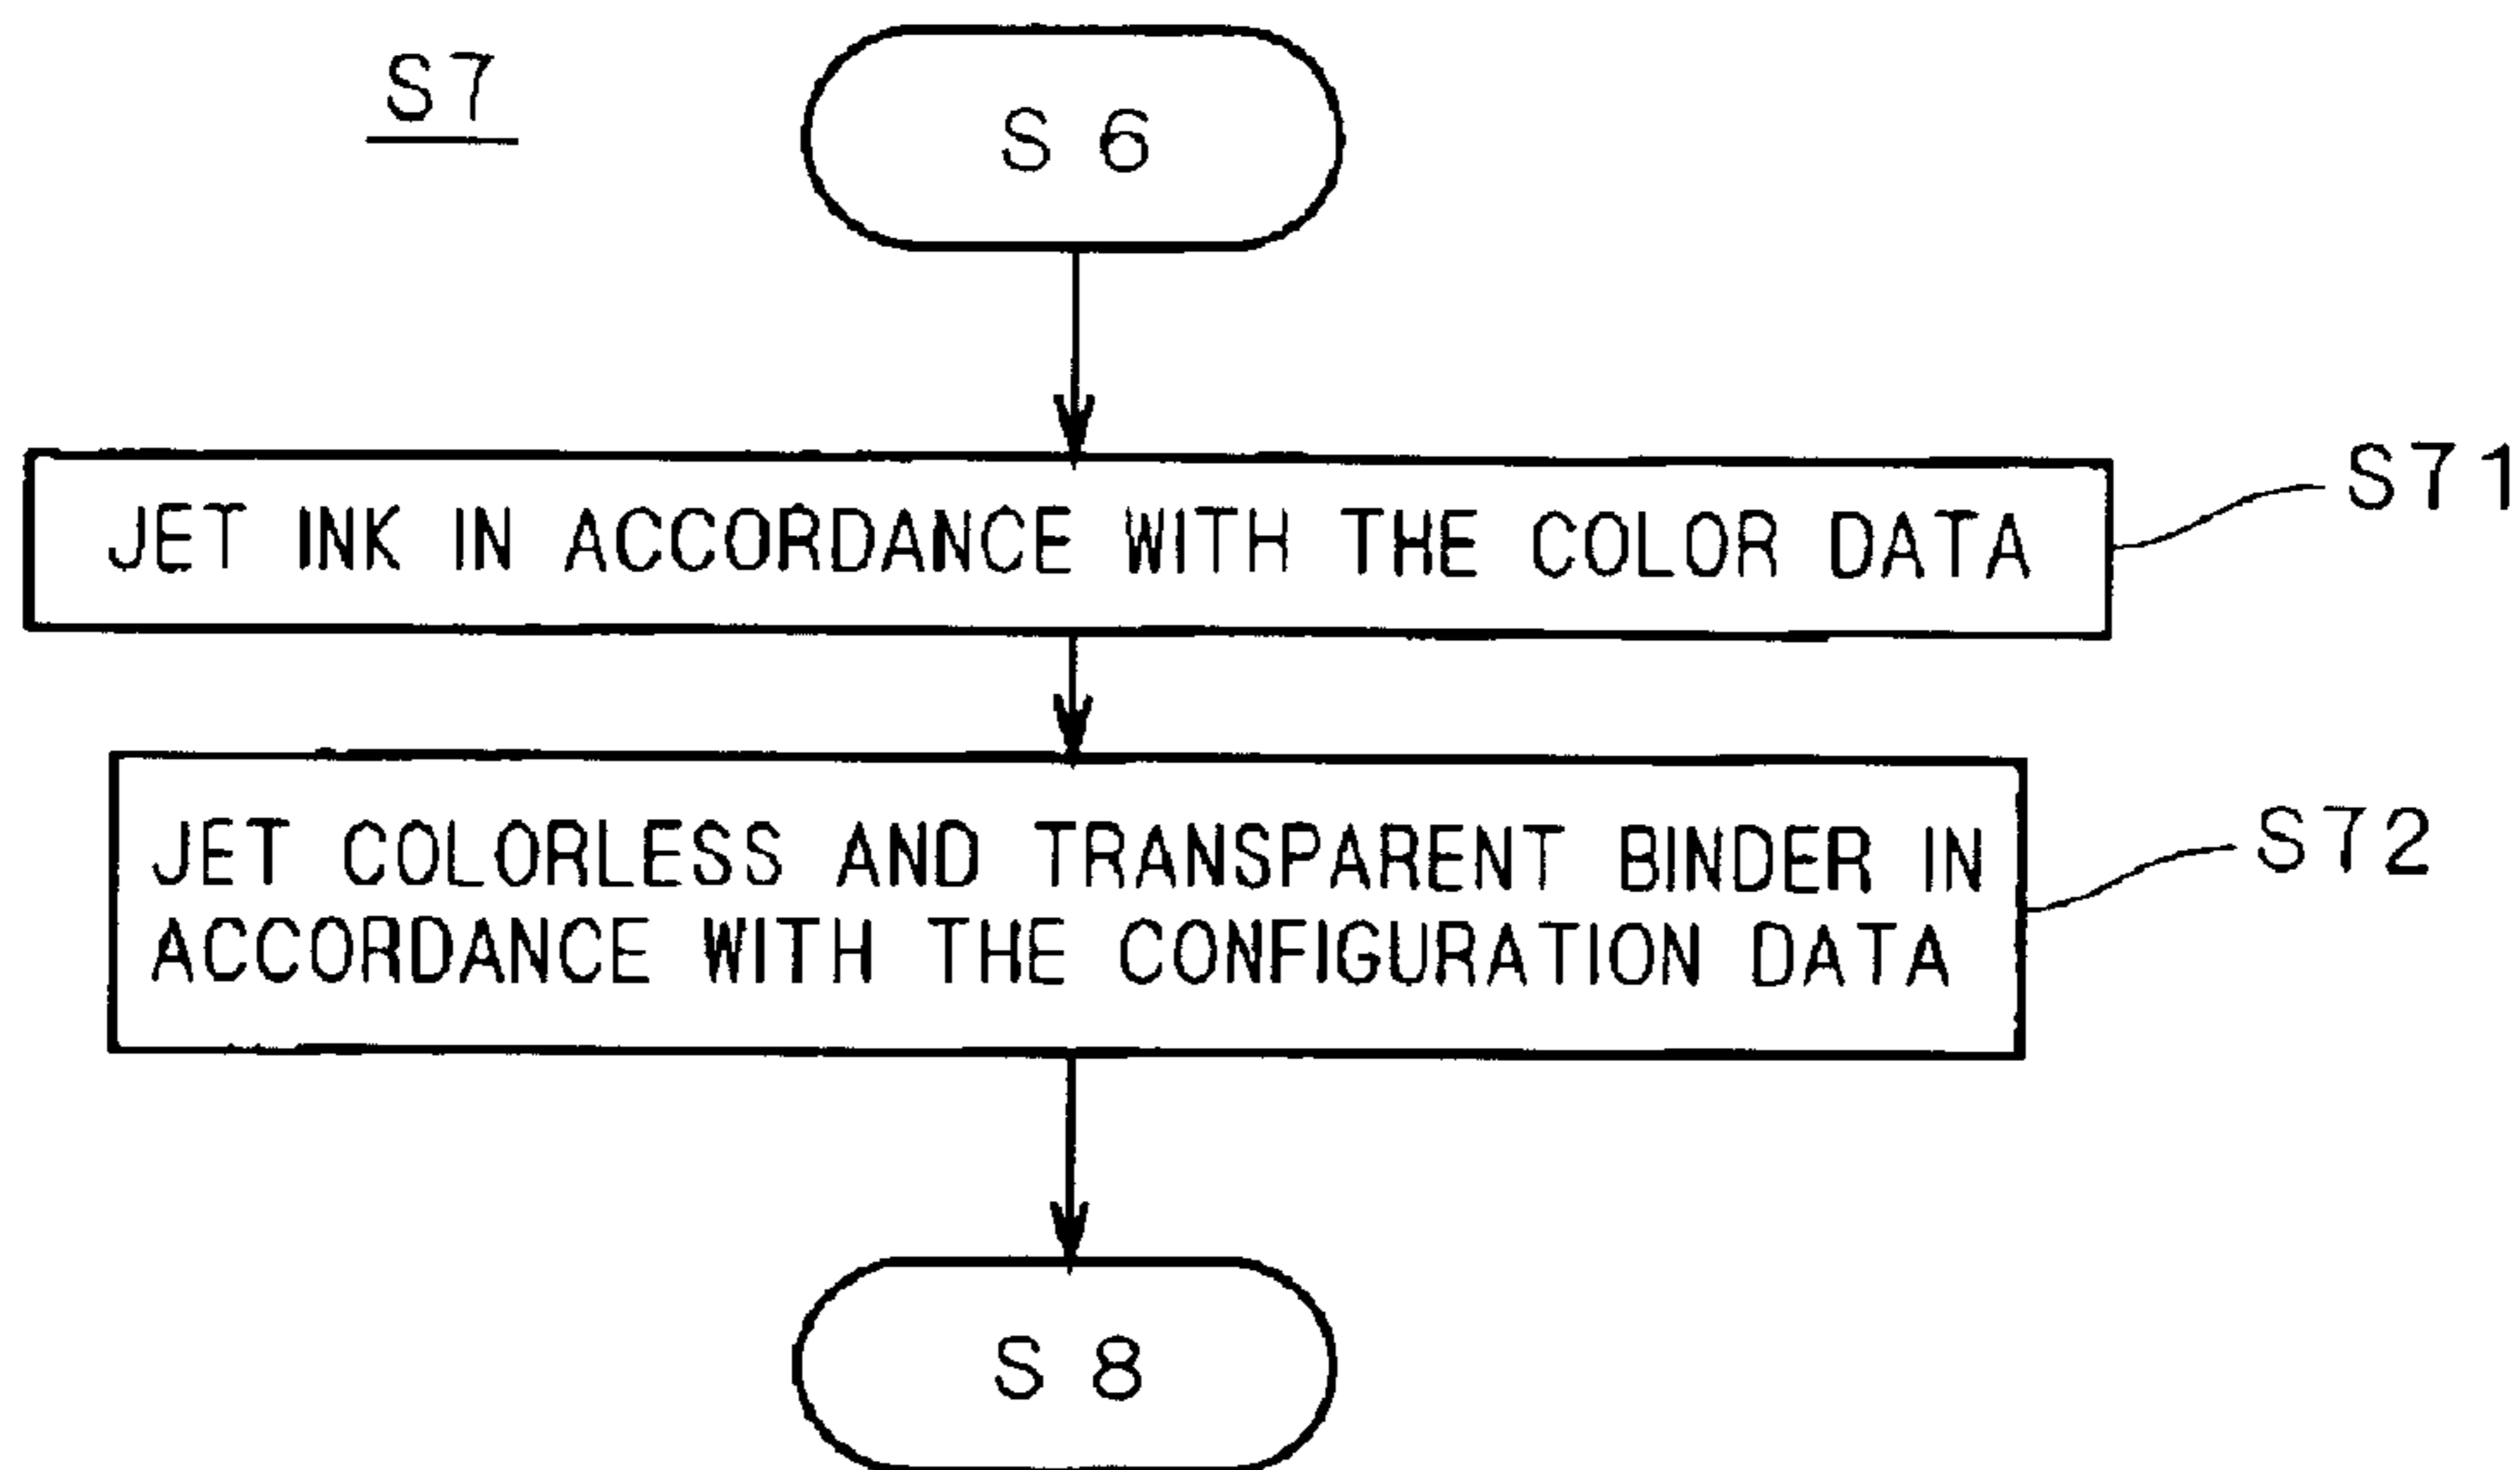 S7
S 6
JET INK IN ACCORDANCE WITH THE COLOR DATA
S71
JET COLORLESS AND TRANSPARENT BINDER IN
ACCORDANCE WITH THE CONFIGURATION DATA
S72
S 8